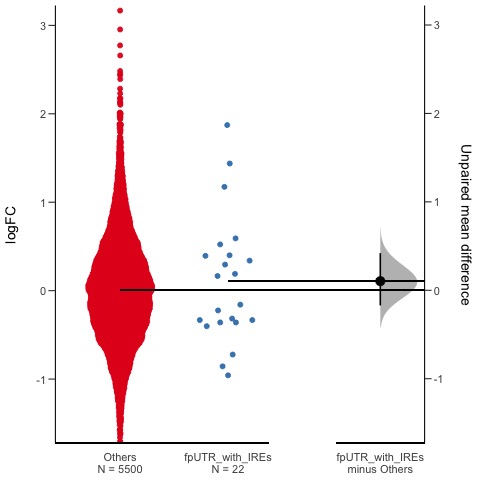 3
2
1
0
-1
logFC
Others
N = 5500
fpUTR_with_IREs
N = 22
fpUTR_with_IREs
minus Others
3
2
1
0
-1
Unpaired mean difference